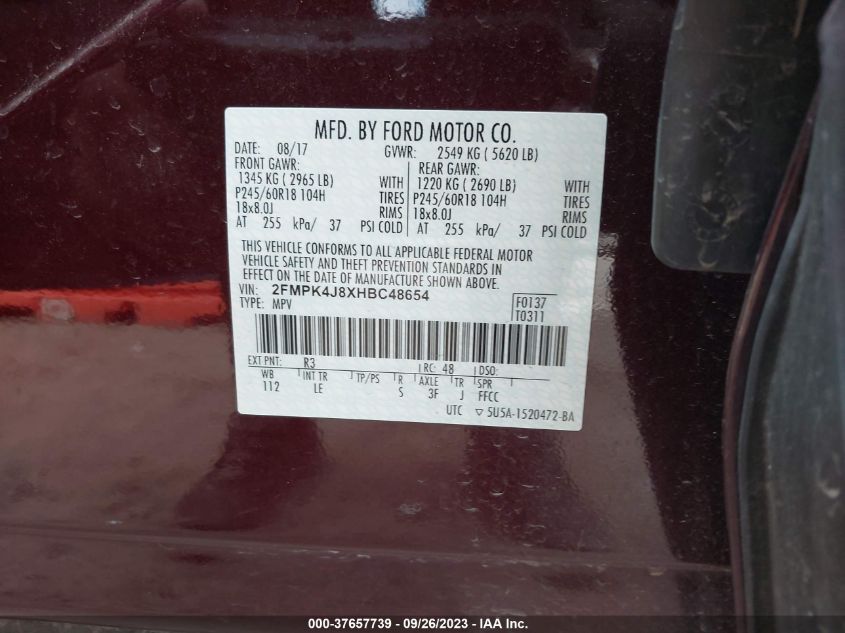 MFD. BY FORD MOTOR CO.
DATE: 08/17 GVWR: 2549 KG ( 5620 LB)
FRONT GAWR: REAR GAWR:
1345 KG ( 2965 LB) WITH 1220 KG ( 2690 LB) WITH
P245/60R18 104H TIRES P245/60R18 104H TIRES
18x8.0J RIMS 18x8.0J RIMS
AT 255 kPa/ 37 PSI COLD AT 255 kPa/ 37 PSI COLD
THIS VEHICLE CONFORMS TO ALL APPLICABLE FEDERAL MOTOR
VEHICLE SAFETY AND THEFT PREVENTION STANDARDS IN
EFFECT ON THE DATE OF MANUFACTURE SHOWN ABOVE.
VIN: 2FMPK4J8XHBC48654
TYPE: MPV
F0137
T0311
EXT PNT: R3 RC: 48 DSO:
WB INT TR TP/PS R AXLE TR SPR
112 LE S 3F J FFCC
UTC ▽ 5U5A-1520472-BA
000-37657739 - 09/26/2023 - IAA Inc.